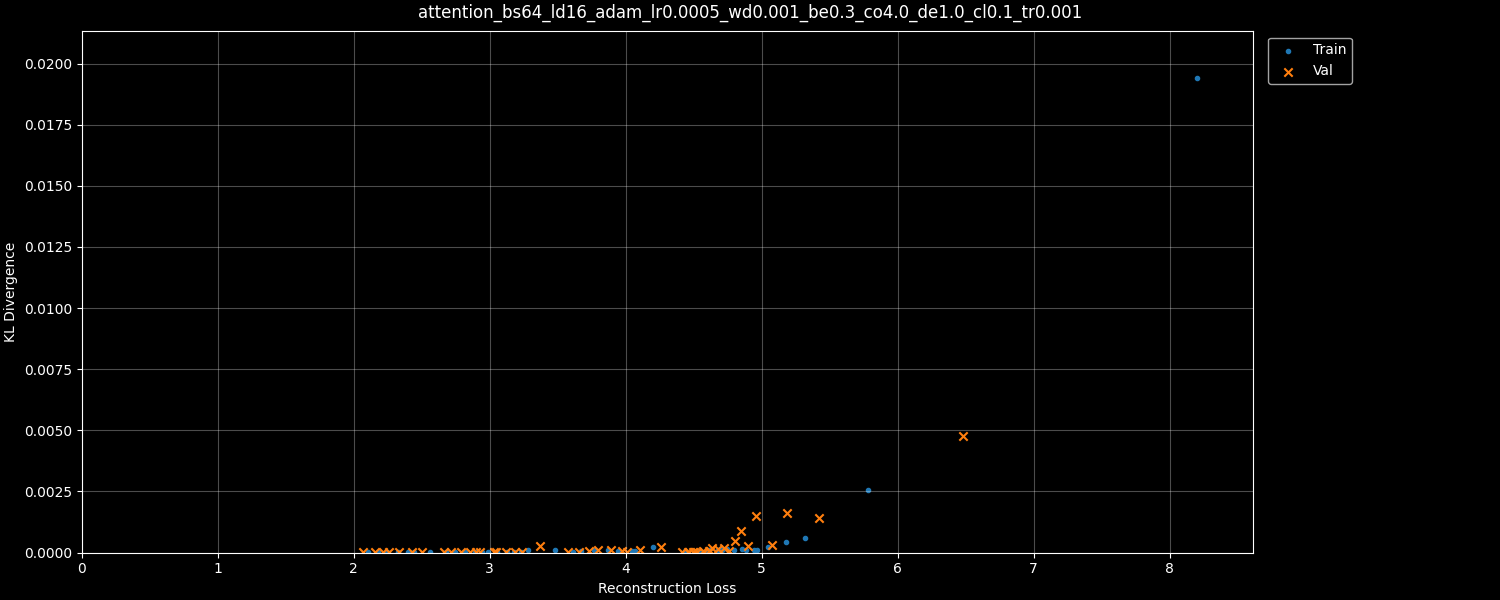 attention_bs64_ld16_adam_lr0.0005_wd0.001_be0.3_co4.0_de1.0_cl0.1_tr0.001
Train
Val
KL Divergence
0.0200
0.0175
0.0150
0.0125
0.0100
0.0075
0.0050
0.0025
0.0000
0 1 2 3 4 5 6 7 8
Reconstruction Loss